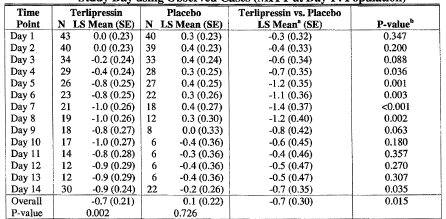 Study Day using Observed Cases (MITT at Day 14 Population)
Time Terlipressin Placebo Terlipressin vs. Placebo
Point N LS Mean (SE) N LS Mean (SE) LS Meanᵃ (SE) P-valueᵇ
Day 1 43 0.0 (0.23) 40 0.3 (0.23) -0.3 (0.32) 0.347
Day 2 40 0.0 (0.23) 39 0.4 (0.23) -0.4 (0.33) 0.200
Day 3 34 -0.2 (0.24) 33 0.4 (0.24) -0.6 (0.34) 0.088
Day 4 29 -0.4 (0.24) 28 0.3 (0.25) -0.7 (0.35) 0.036
Day 5 26 -0.8 (0.25) 27 0.4 (0.25) -1.2 (0.35) 0.001
Day 6 23 -0.8 (0.25) 22 0.3 (0.26) -1.1 (0.36) 0.003
Day 7 21 -1.0 (0.26) 18 0.4 (0.27) -1.4 (0.37) <0.001
Day 8 19 -1.0 (0.26) 12 0.3 (0.30) -1.2 (0.40) 0.002
Day 9 18 -0.8 (0.27) 8 0.0 (0.33) -0.8 (0.42) 0.063
Day 10 17 -1.0 (0.27) 6 -0.4 (0.36) -0.6 (0.45) 0.180
Day 11 14 -0.8 (0.28) 6 -0.3 (0.36) -0.4 (0.46) 0.357
Day 12 12 -0.9 (0.29) 6 -0.4 (0.36) -0.5 (0.47) 0.270
Day 13 12 -0.9 (0.29) 6 -0.4 (0.36) -0.5 (0.47) 0.307
Day 14 30 -0.9 (0.24) 22 -0.2 (0.26) -0.7 (0.35) 0.035
Overall -0.7 (0.21) 0.1 (0.22) -0.7 (0.30) 0.015
P-value 0.002 0.726